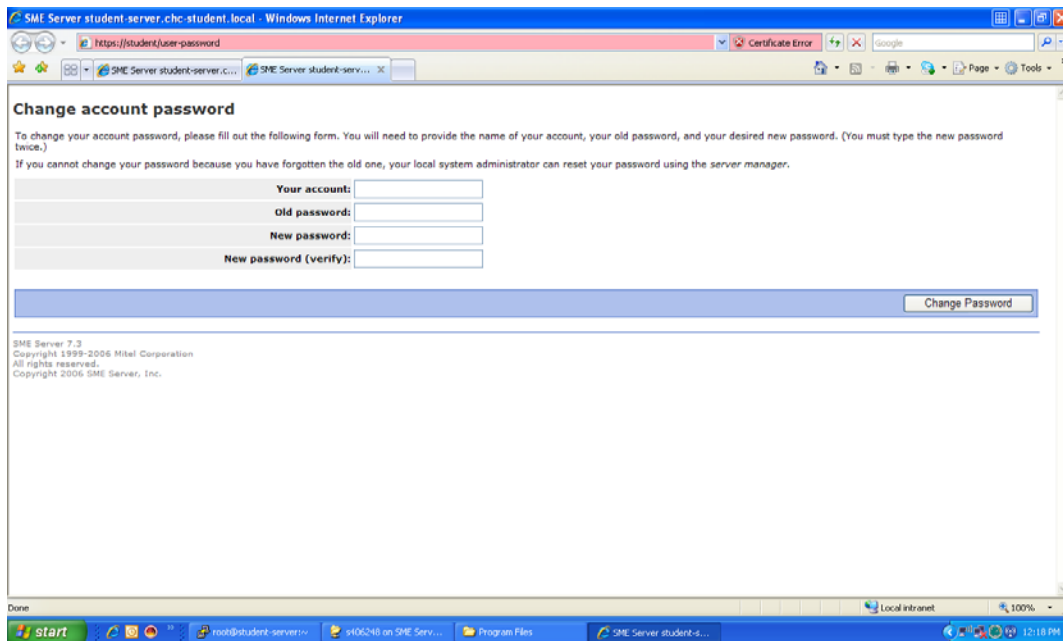 SME Server student-server.chc-student.local - Windows Internet Explorer
https://student/user-password
Certificate Error
Google
SME Server student-server.c...
SME Server student-serv...
Page
Tools
Change account password
To change your account password, please fill out the following form. You will need to provide the name of your account, your old password, and your desired new password. (You must type the new password
twice.)
If you cannot change your password because you have forgotten the old one, your local system administrator can reset your password using the server manager.
Your account:
Old password:
New password:
New password (verify):
Change Password
SME Server 7.3
Copyright 1999-2006 Mitel Corporation
All rights reserved.
Copyright 2006 SME Server, Inc.
Done
Local intranet
100%
start
root@student-server:~
s406248 on SME Serv...
Program Files
SME Server student-s...
12:18 PM